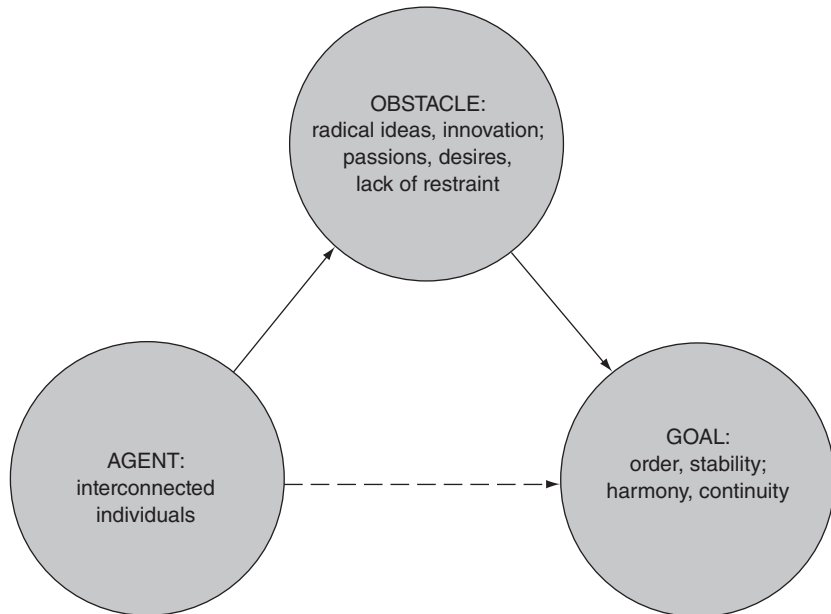 OBSTACLE:
radical ideas, innovation;
passions, desires,
lack of restraint
AGENT:
interconnected
individuals
GOAL:
order, stability;
harmony, continuity